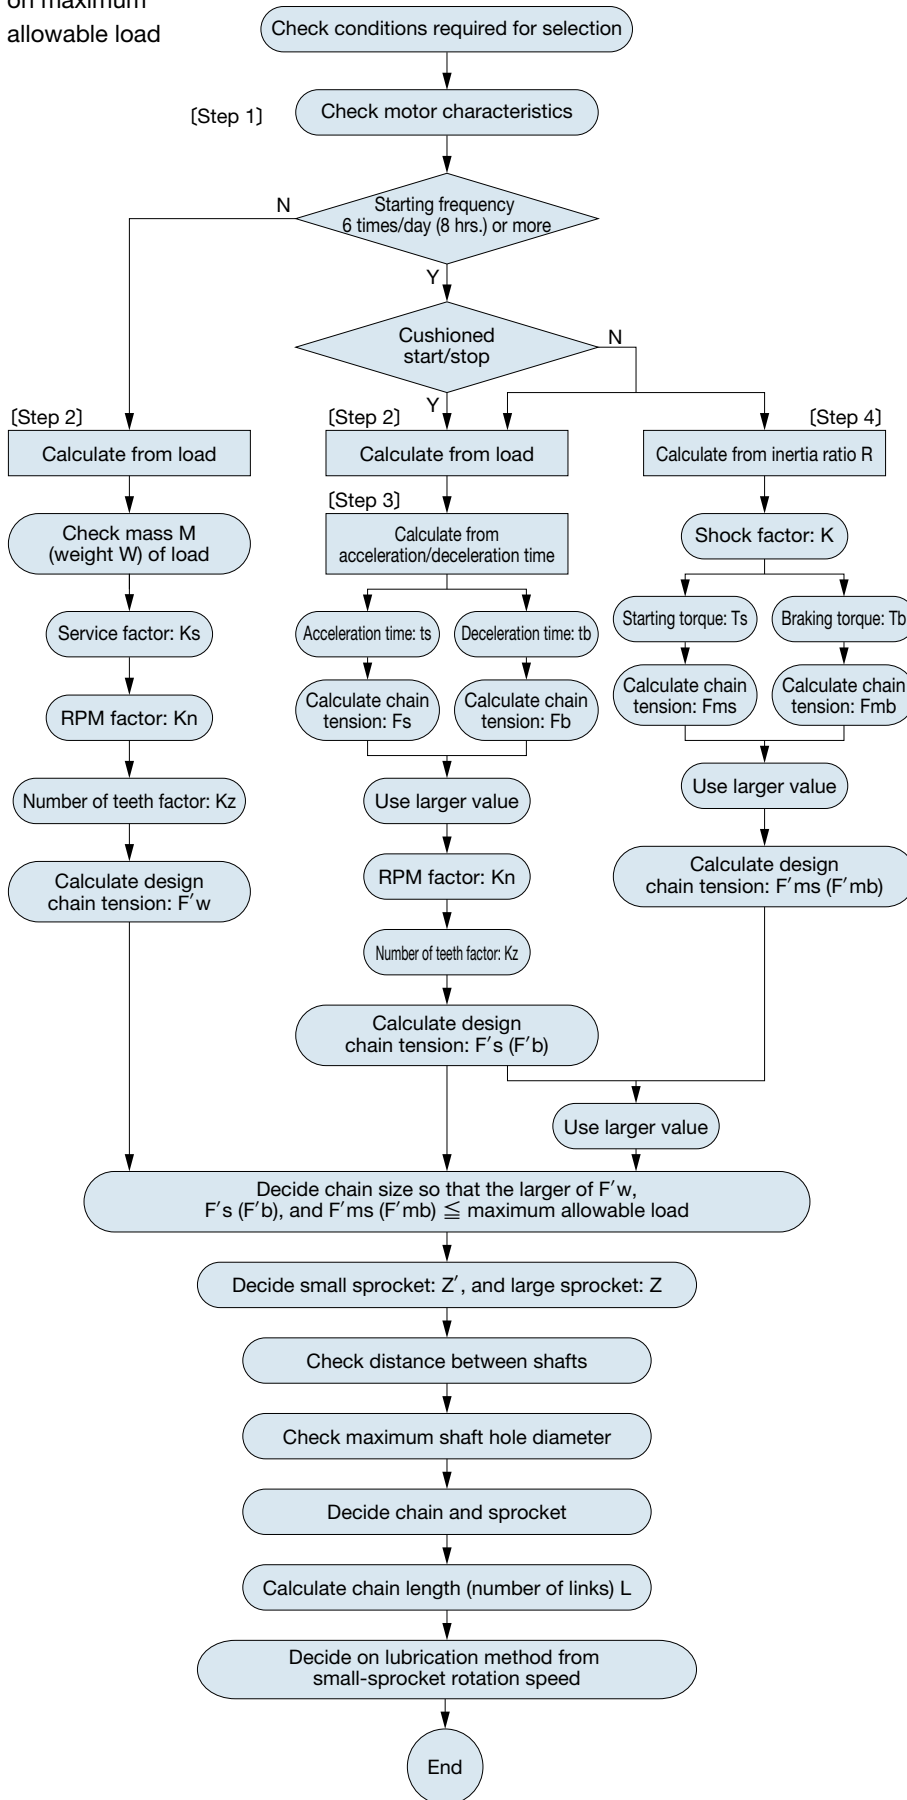 on maximum
allowable load
Check conditions required for selection
〔Step 1〕
Check motor characteristics
Starting frequency
6 times/day (8 hrs.) or more
N
Y
Cushioned
start/stop
N
Y
〔Step 2〕
Calculate from load
Check mass M
(weight W) of load
Service factor: Ks
RPM factor: Kn
Number of teeth factor: Kz
Calculate design
chain tension: F′w
〔Step 2〕
Calculate from load
〔Step 3〕
Calculate from
acceleration/deceleration time
Acceleration time: ts
Deceleration time: tb
Calculate chain
tension: Fs
Calculate chain
tension: Fb
Use larger value
RPM factor: Kn
Number of teeth factor: Kz
Calculate design
chain tension: F′s (F′b)
〔Step 4〕
Calculate from inertia ratio R
Shock factor: K
Starting torque: Ts
Braking torque: Tb
Calculate chain
tension: Fms
Calculate chain
tension: Fmb
Use larger value
Calculate design
chain tension: F′ms (F′mb)
Use larger value
Decide chain size so that the larger of F′w,
F′s (F′b), and F′ms (F′mb) ≦ maximum allowable load
Decide small sprocket: Z′, and large sprocket: Z
Check distance between shafts
Check maximum shaft hole diameter
Decide chain and sprocket
Calculate chain length (number of links) L
Decide on lubrication method from
small-sprocket rotation speed
End